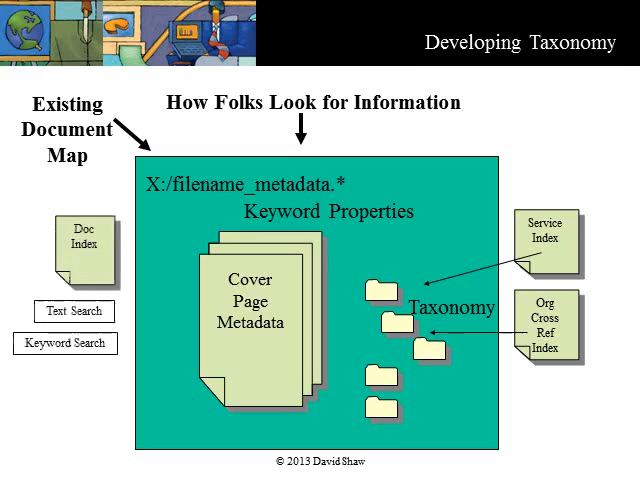 Developing Taxonomy
Existing
Document
Map
How Folks Look for Information
X:/filename_metadata.*
Keyword Properties
Doc
Index
Text Search
Keyword Search
Cover
Page
Metadata
Taxonomy
Service
Index
Org
Cross
Ref
Index
© 2013 David Shaw